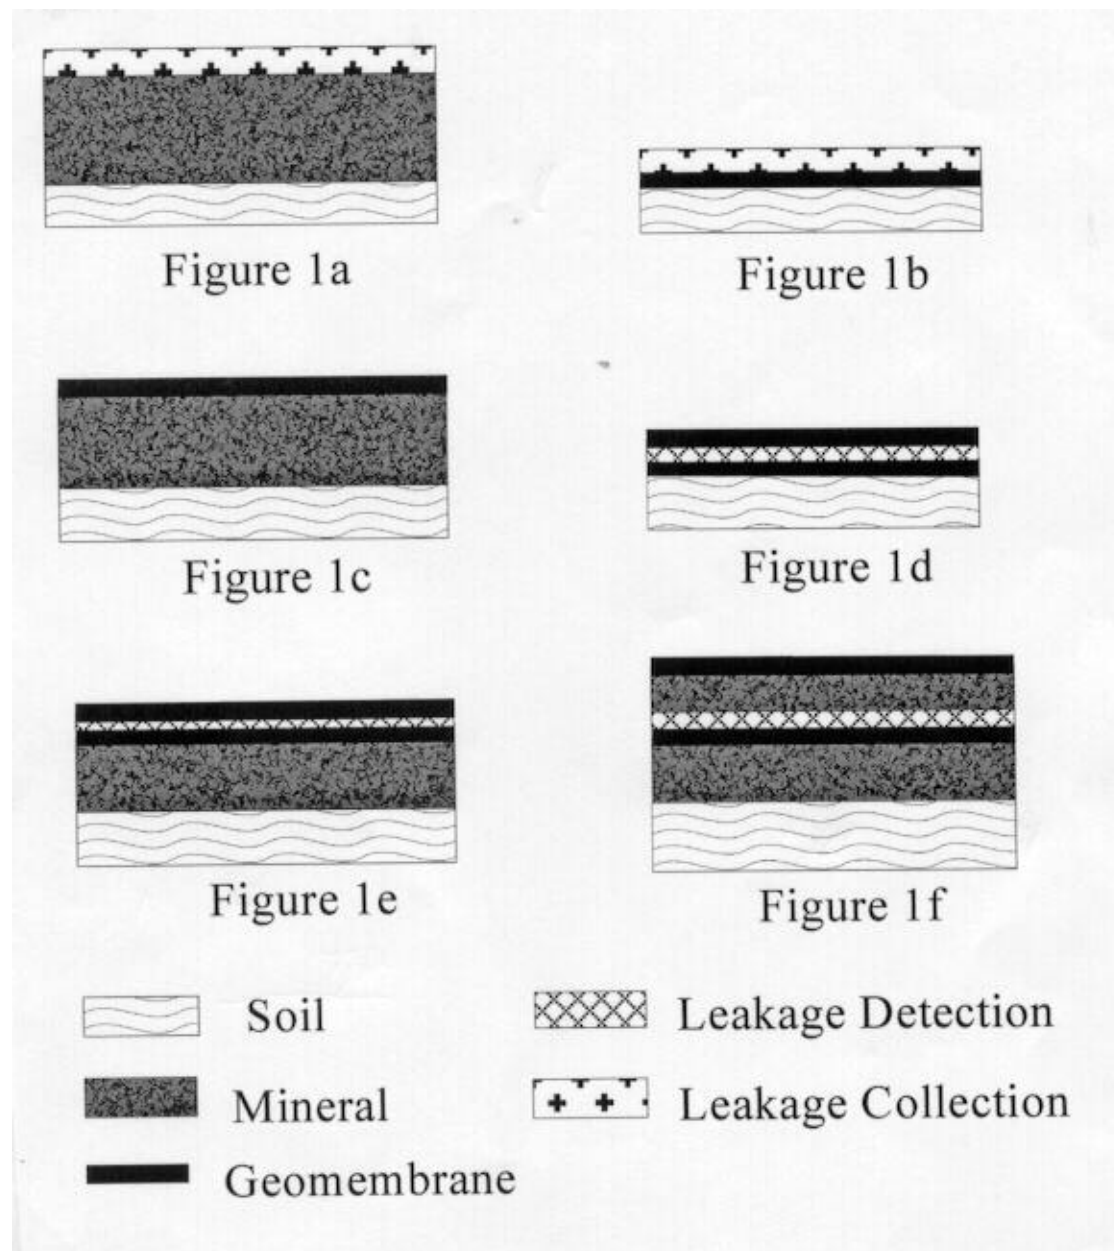 Figure 1a
Figure 1b
Figure 1c
Figure 1d
Figure 1e
Figure 1f
Soil
Leakage Detection
Mineral
Leakage Collection
Geomembrane